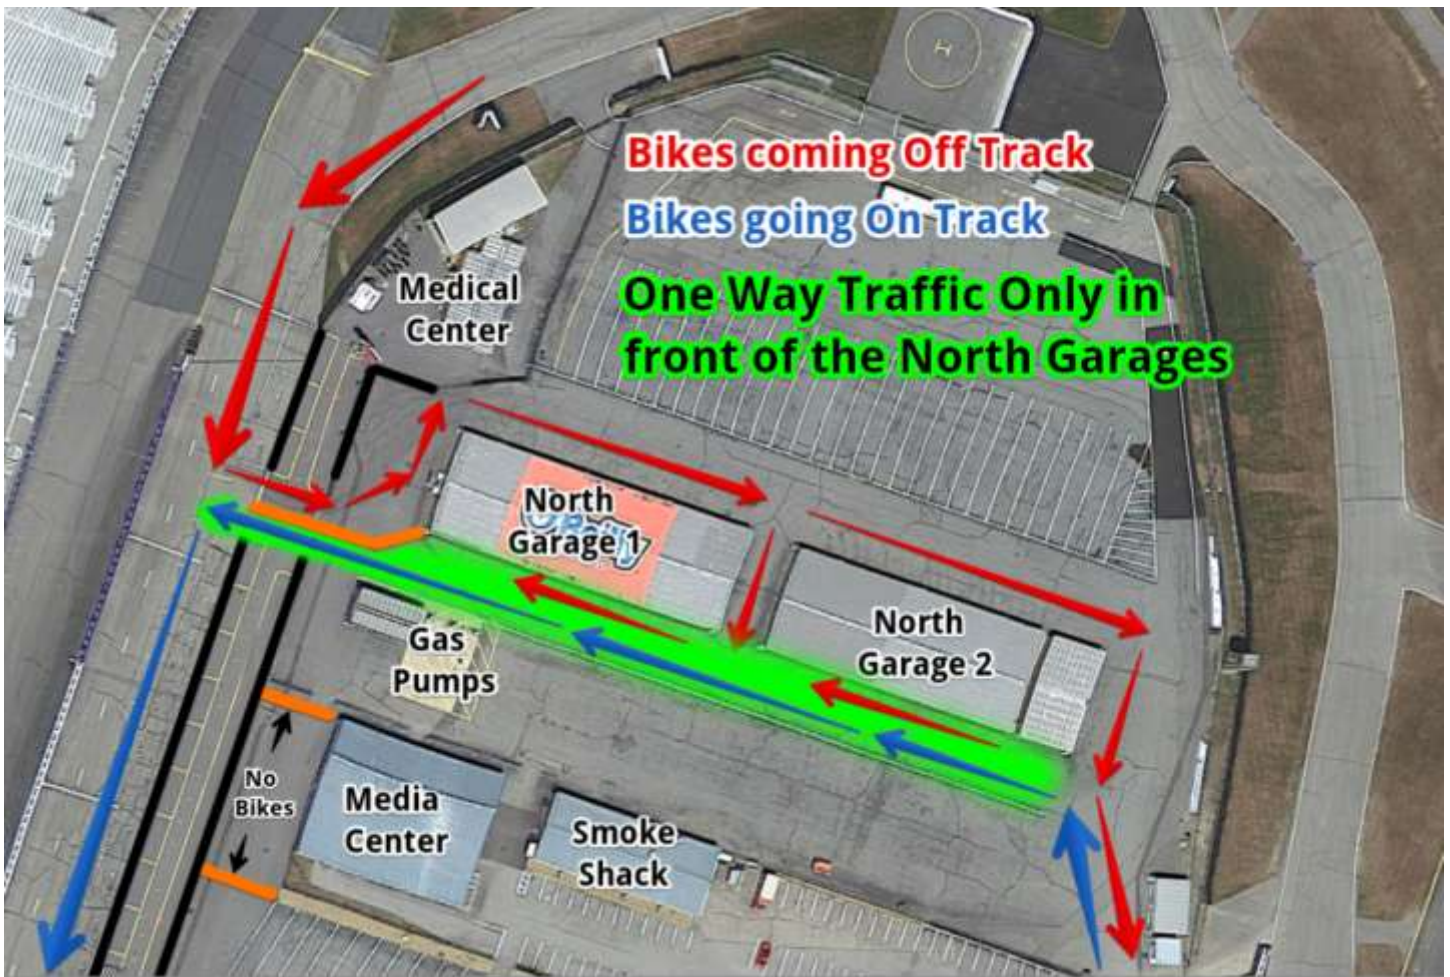 H
Bikes coming Off Track
Bikes going On Track
One Way Traffic Only in
front of the North Garages
Medical
Center
North
Garage 1
North
Garage 2
Gas
Pumps
No
Bikes
Media
Center
Smoke
Shack